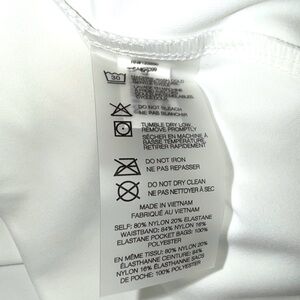 30
DO NOT BLEACH
NE PAS BLANCHIR
TUMBLE DRY LOW,
REMOVE PROMPTLY
SÉCHER EN MACHINE À
BASSE TEMPÉRATURE,
RETIRER RAPIDEMENT
DO NOT IRON
NE PAS REPASSER
DO NOT DRY CLEAN
NE PAS NETTOYER À SEC
MADE IN VIETNAM
FABRIQUÉ AU VIETNAM
SELF: 80% NYLON 20% ELASTANE
WAISTBAND: 84% NYLON 16%
ELASTANE POCKET BAGS: 100%
POLYESTER
EN MÊME TISSU: 80% NYLON 20%
ÉLASTHANNE CEINTURE: 84%
NYLON 16% ÉLASTHANNE SACS
DE POCHE: 100% POLYESTER